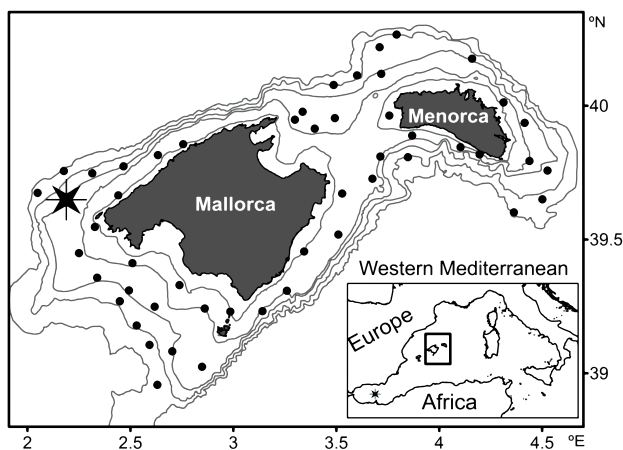 ºN
40
Menorca
Mallorca
39.5
Western Mediterranean
Europe
Africa
39
2 2.5 3 3.5 4 4.5 ºE